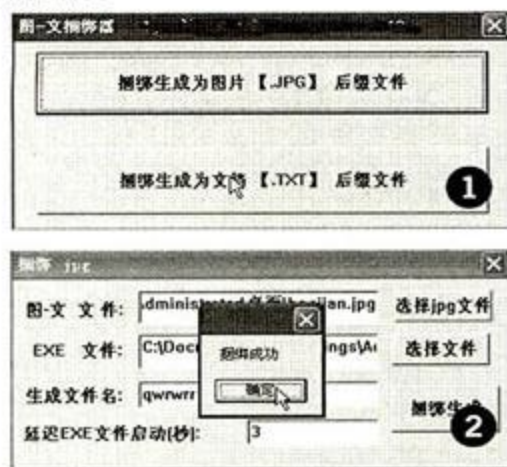 图-文捆绑器
捆绑生成为图片 【.JPG】 后缀文件
捆绑生成为文档 【.TXT】 后缀文件
1
捆绑 jpg
图-文 文件: .jpg 选择jpg文件
EXE 文件: C:\Doc ngs\A 选择文件
捆绑成功
确定
生成文件名: qwrwrr 捆绑生成
延迟EXE文件启动[秒]: 3
2